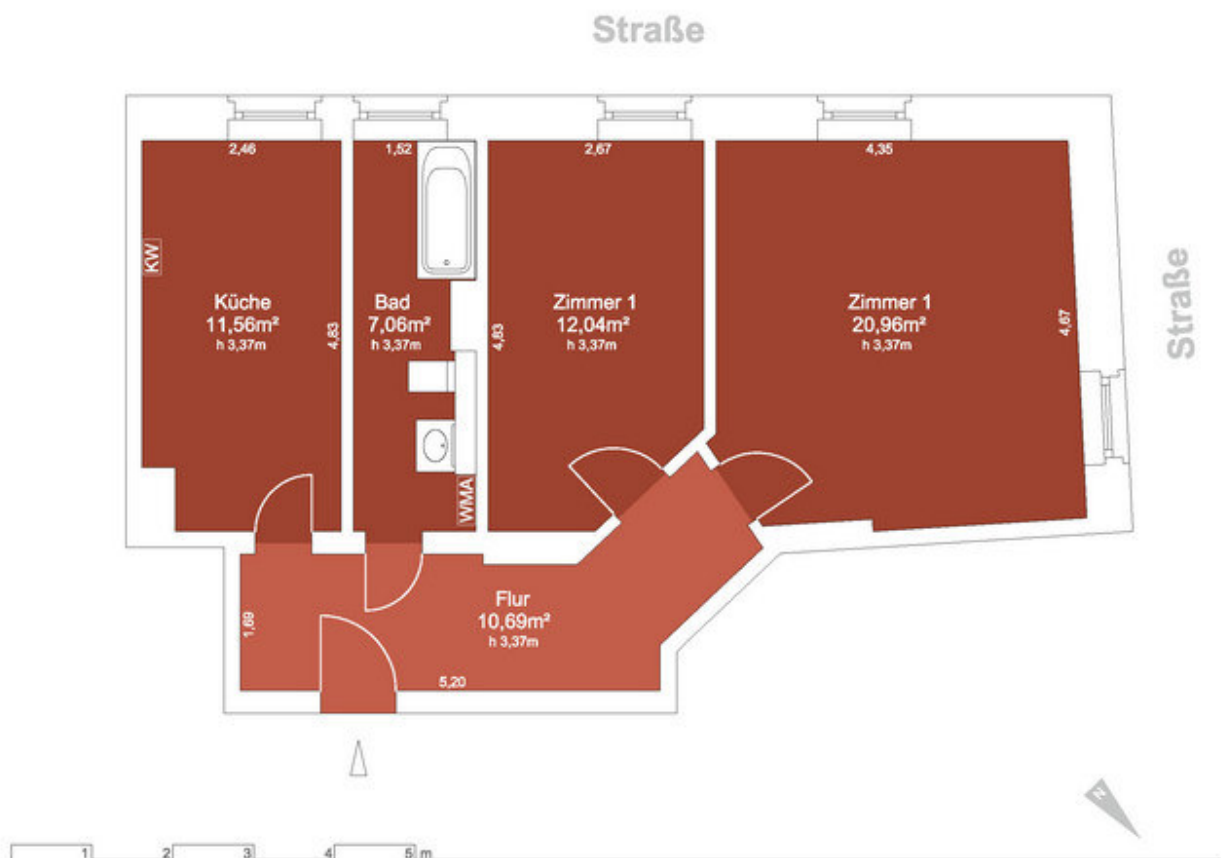 Straße
2,46
1,52
2,67
4,35
KW
Küche
11,56m²
h 3,37m
4,83
Bad
7,06m²
h 3,37m
4,83
Zimmer 1
12,04m²
h 3,37m
Zimmer 1
20,96m²
h 3,37m
4,67
Straße
WMA
1,69
Flur
10,69m²
h 3,37m
5,20
N
1 2 3 4 5 m